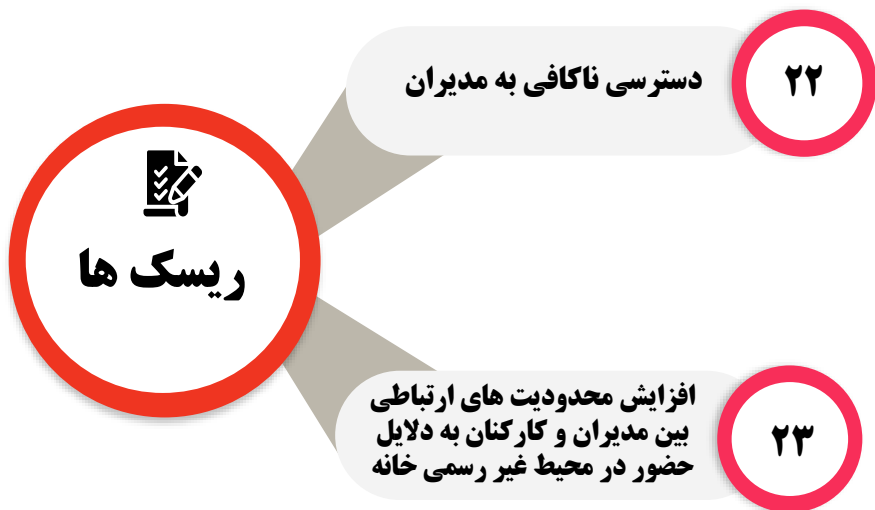 ریسک ها
۲۲
دسترسی ناکافی به مدیران
۲۳
افزایش محدودیت های ارتباطی
بین مدیران و کارکنان به دلایل
حضور در محیط غیر رسمی خانه